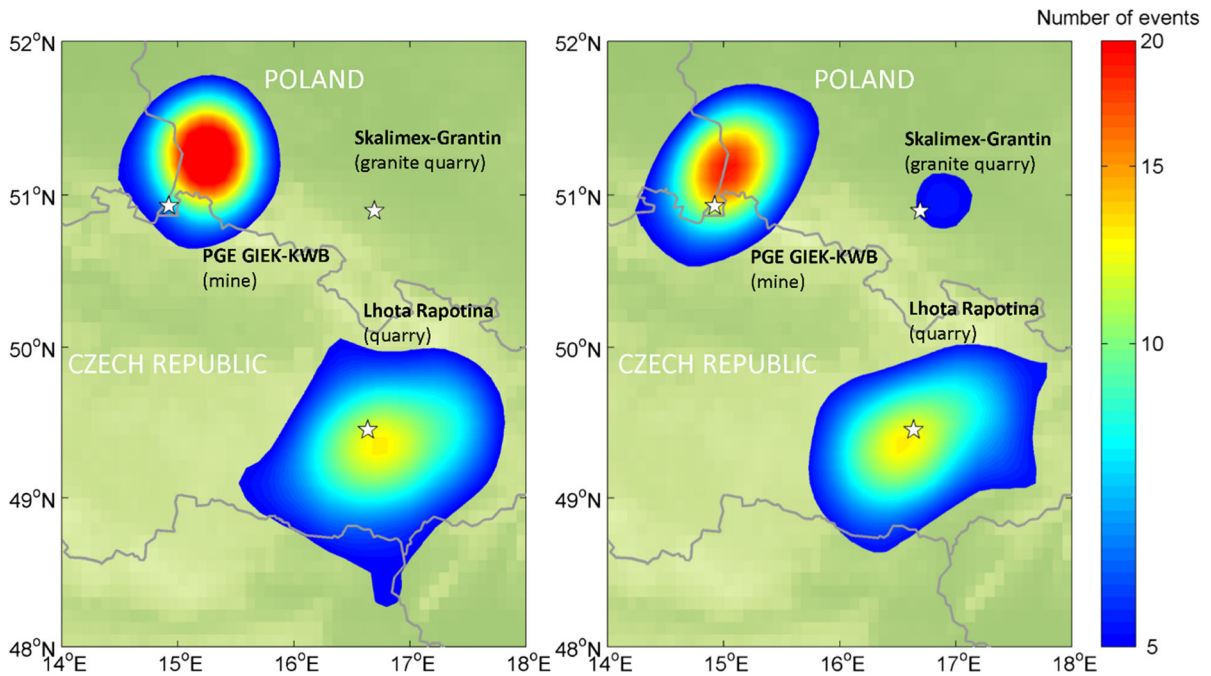 Number of events
52°N
51°N
50°N
49°N
48°N
14°E
15°E
16°E
17°E
18°E
POLAND
Skalimex-Grantin
(granite quarry)
PGE GIEK-KWB
(mine)
Lhota Rapotina
(quarry)
CZECH REPUBLIC
52°N
51°N
50°N
49°N
48°N
14°E
15°E
16°E
17°E
18°E
POLAND
Skalimex-Grantin
(granite quarry)
PGE GIEK-KWB
(mine)
Lhota Rapotina
(quarry)
CZECH REPUBLIC
20
15
10
5